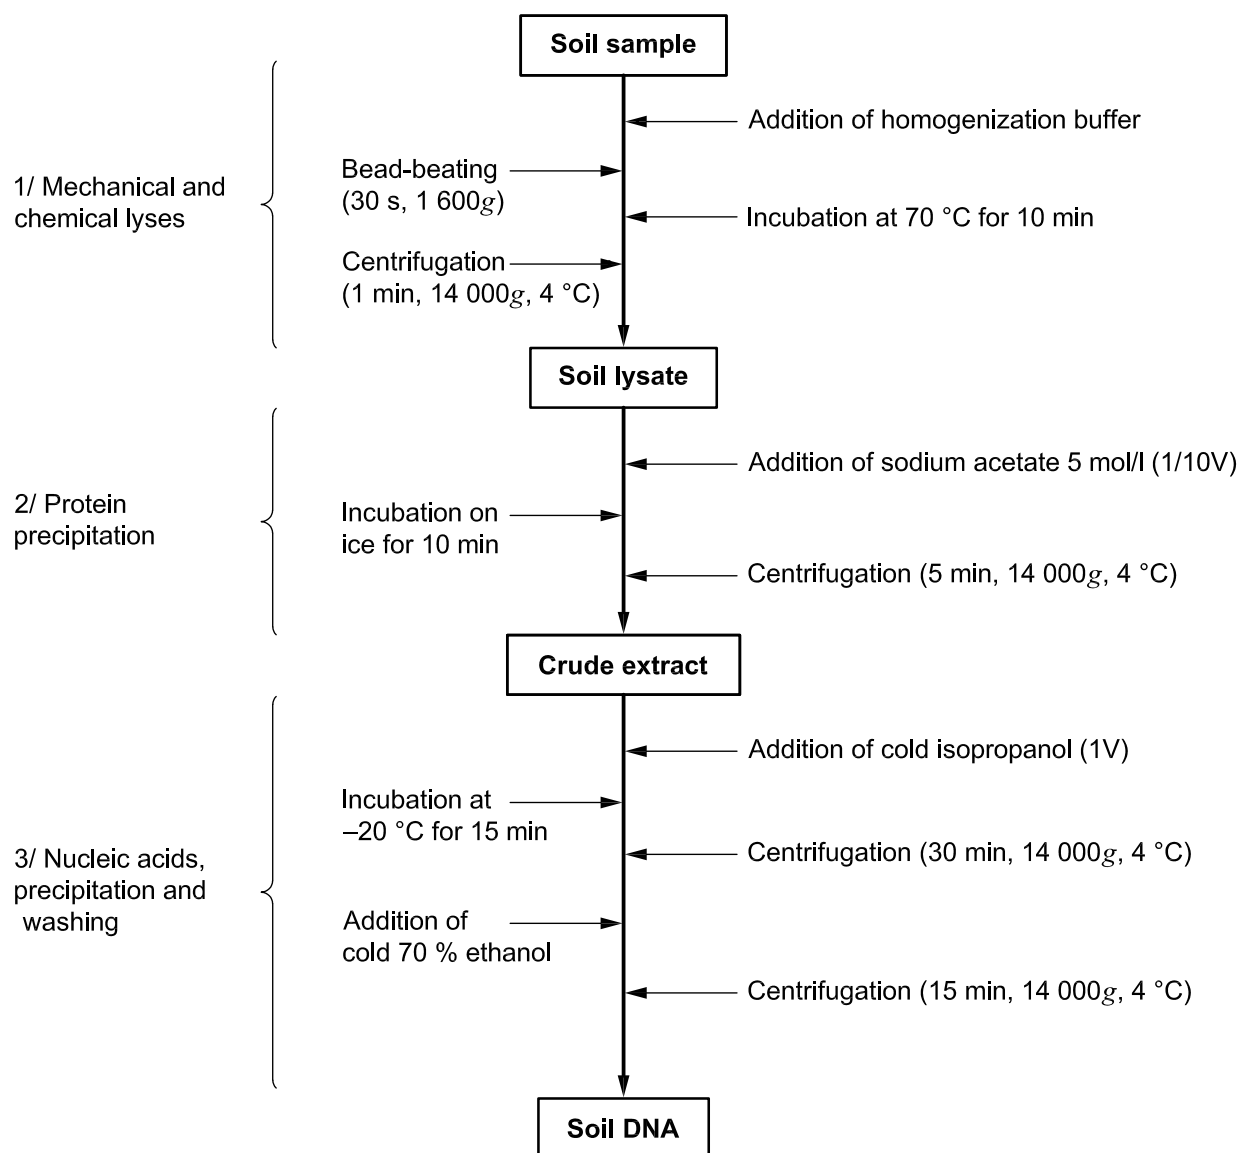 Soil sample
Addition of homogenization buffer
1/ Mechanical and
chemical lyses
Bead-beating
(30 s, 1 600g)
Incubation at 70 °C for 10 min
Centrifugation
(1 min, 14 000g, 4 °C)
Soil lysate
Addition of sodium acetate 5 mol/l (1/10V)
2/ Protein
precipitation
Incubation on
ice for 10 min
Centrifugation (5 min, 14 000g, 4 °C)
Crude extract
Addition of cold isopropanol (1V)
Incubation at
–20 °C for 15 min
3/ Nucleic acids,
precipitation and
washing
Centrifugation (30 min, 14 000g, 4 °C)
Addition of
cold 70 % ethanol
Centrifugation (15 min, 14 000g, 4 °C)
Soil DNA